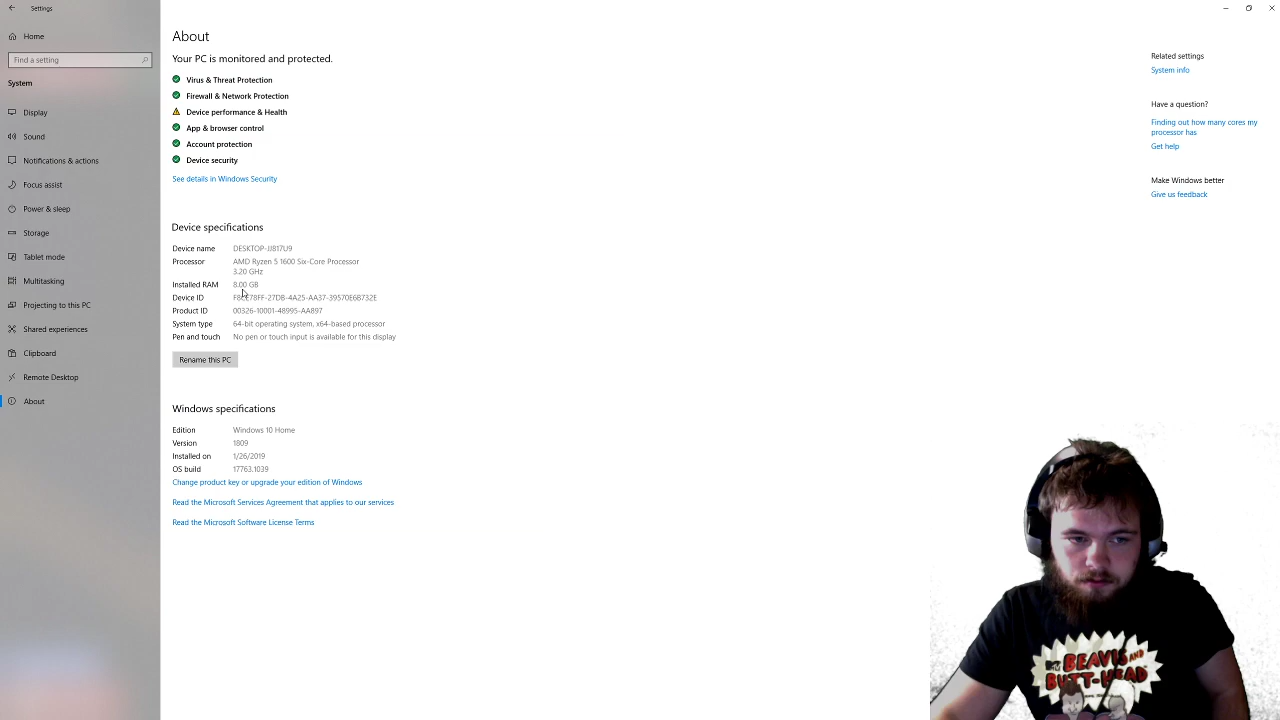 Settings
Home
Find a setting
System
Display
Sound
Notifications & actions
Focus assist
Power & sleep
Storage
Tablet mode
Multitasking
Projecting to this PC
Shared experiences
Clipboard
Remote Desktop
About
About
Your PC is monitored and protected.
Virus & Threat Protection
Firewall & Network Protection
Device performance & Health
App & browser control
Account protection
Device security
See details in Windows Security
Device specifications
Device name DESKTOP-JJ817U9
Processor AMD Ryzen 5 1600 Six-Core Processor
3.20 GHz
Installed RAM 8.00 GB
Device ID
Product ID 00326-10001-48995-AA897
System type 64-bit operating system, x64-based processor
Pen and touch No pen or touch input is available for this display
Rename this PC
Windows specifications
Edition Windows 10 Home
Version 1809
Installed on 1/26/2019
OS build 17763.1039
Change product key or upgrade your edition of Windows
Read the Microsoft Services Agreement that applies to our services
Read the Microsoft Software License Terms
Related settings
System info
Have a question?
Finding out how many cores my
processor has
Get help
Make Windows better
Give us feedback
BEAVIS AND
BUTT-HEAD